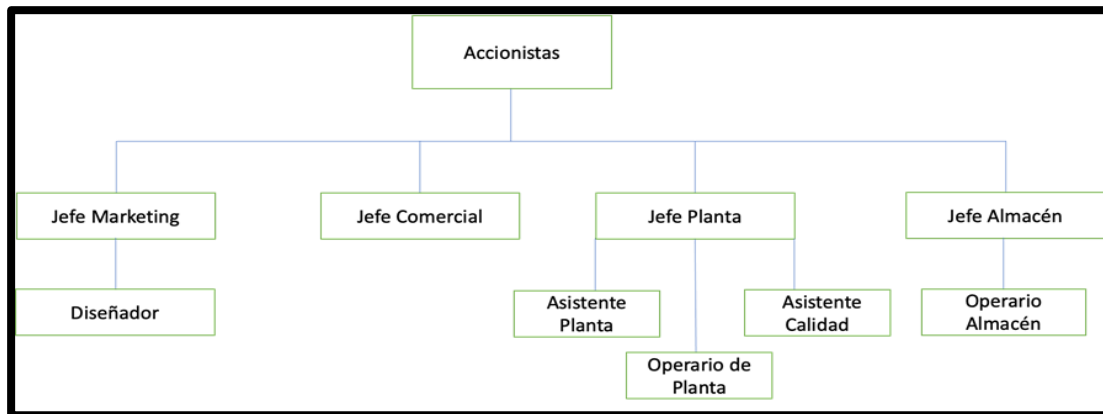 Accionistas
Jefe Marketing
Jefe Comercial
Jefe Planta
Jefe Almacén
Diseñador
Asistente
Planta
Asistente
Calidad
Operario
Almacén
Operario de
Planta